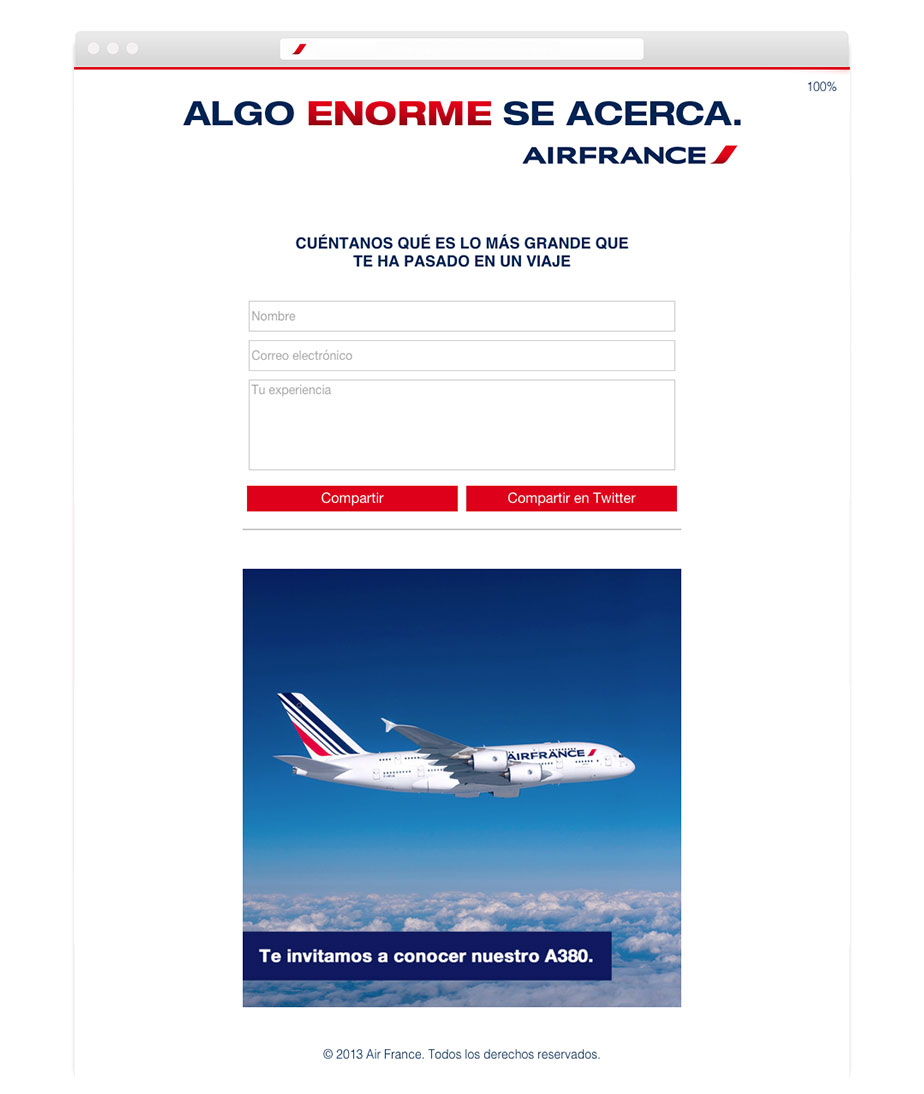 100%
ALGO ENORME SE ACERCA.
AIRFRANCE
CUÉNTANOS QUÉ ES LO MÁS GRANDE QUE
TE HA PASADO EN UN VIAJE
Nombre
Correo electrónico
Tu experiencia
Compartir
Compartir en Twitter
AIRFRANCE
Te invitamos a conocer nuestro A380.
© 2013 Air France. Todos los derechos reservados.